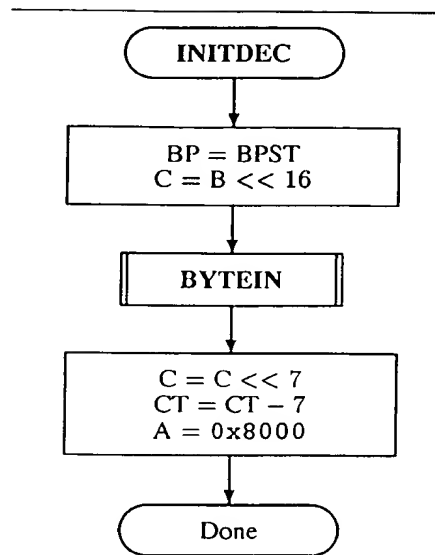 INITDEC
BP = BPST
C = B << 16
BYTEIN
C = C << 7
CT = CT − 7
A = 0x8000
Done